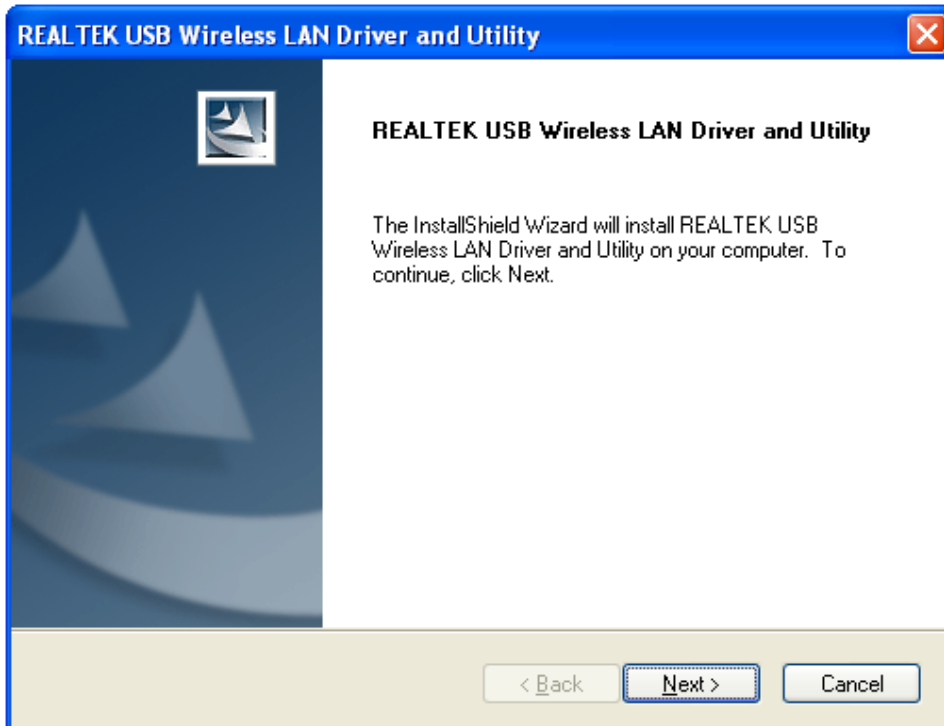 REALTEK USB Wireless LAN Driver and Utility
REALTEK USB Wireless LAN Driver and Utility
The InstallShield Wizard will install REALTEK USB
Wireless LAN Driver and Utility on your computer. To
continue, click Next.
< Back Next > Cancel